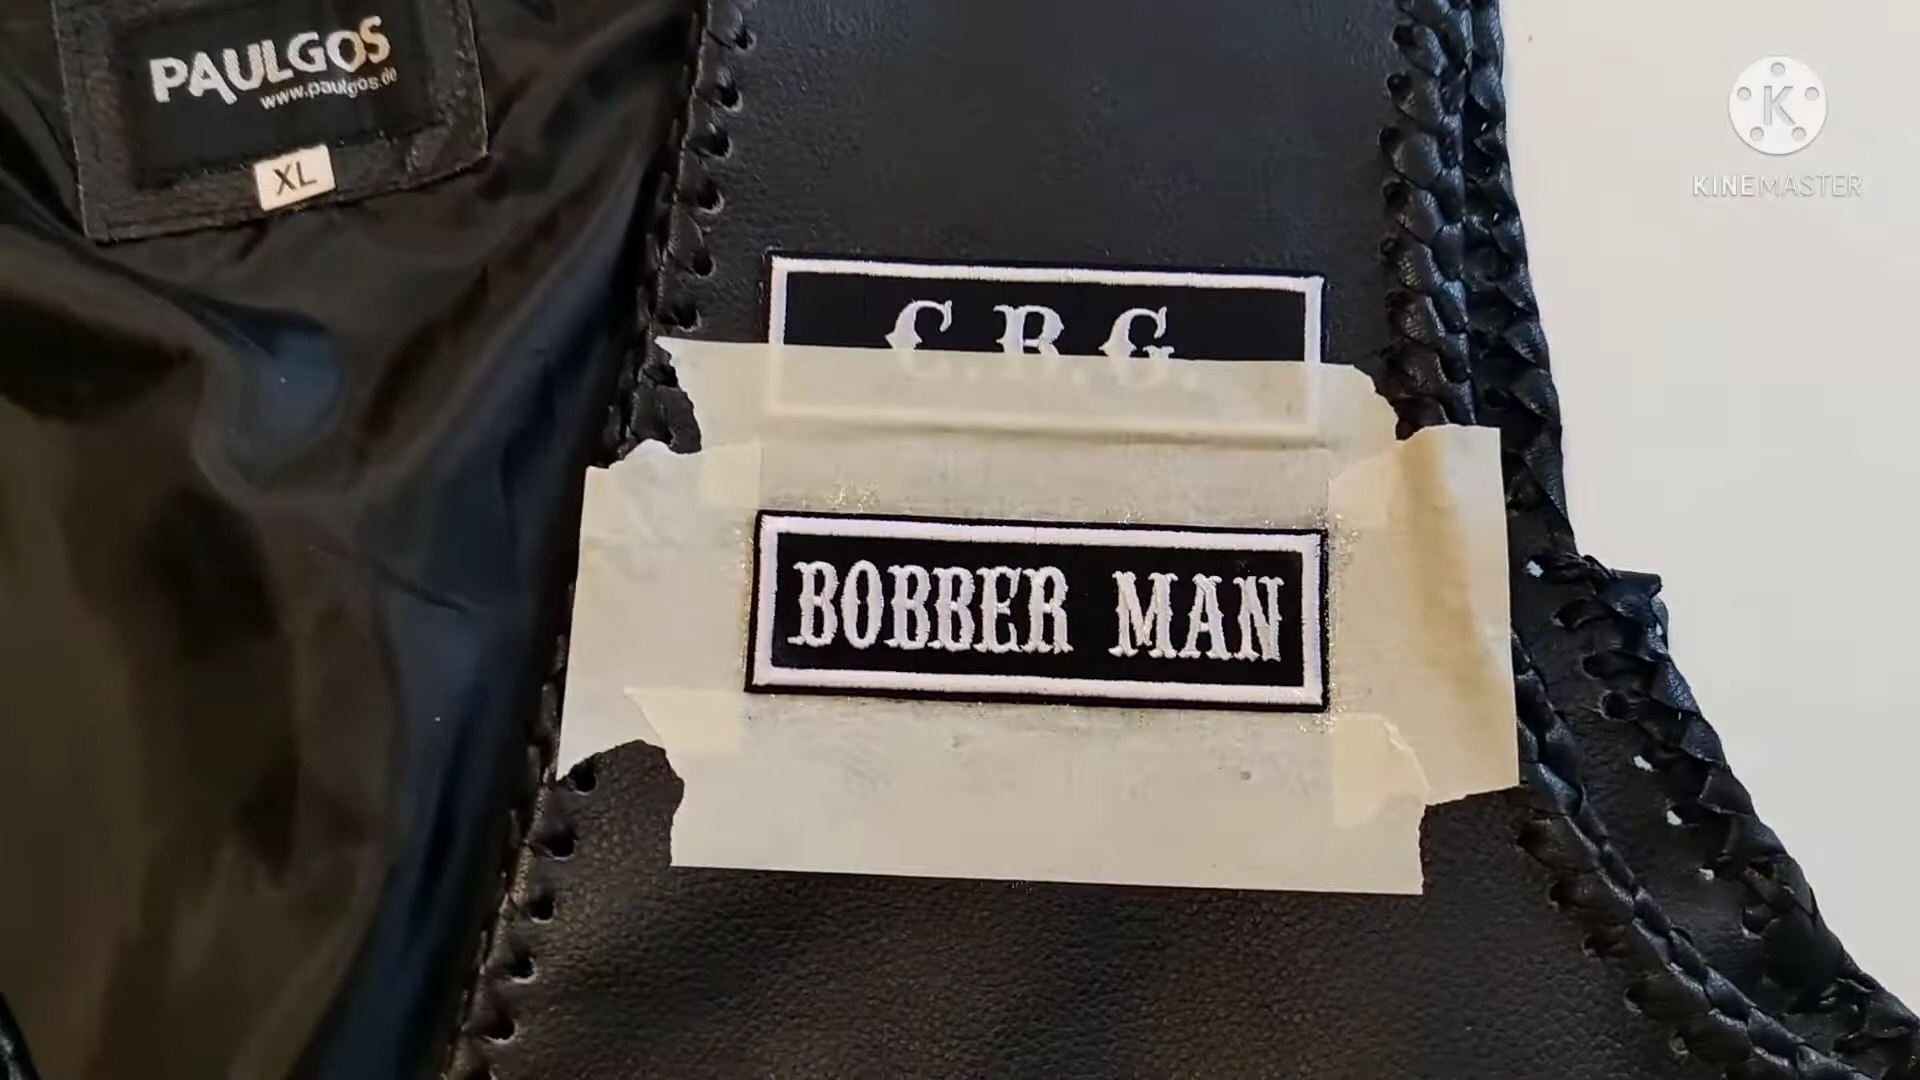 PAULGOS
www.paulgos.de
XL
K
KINEMASTER
C.B.G.
BOBBER MAN